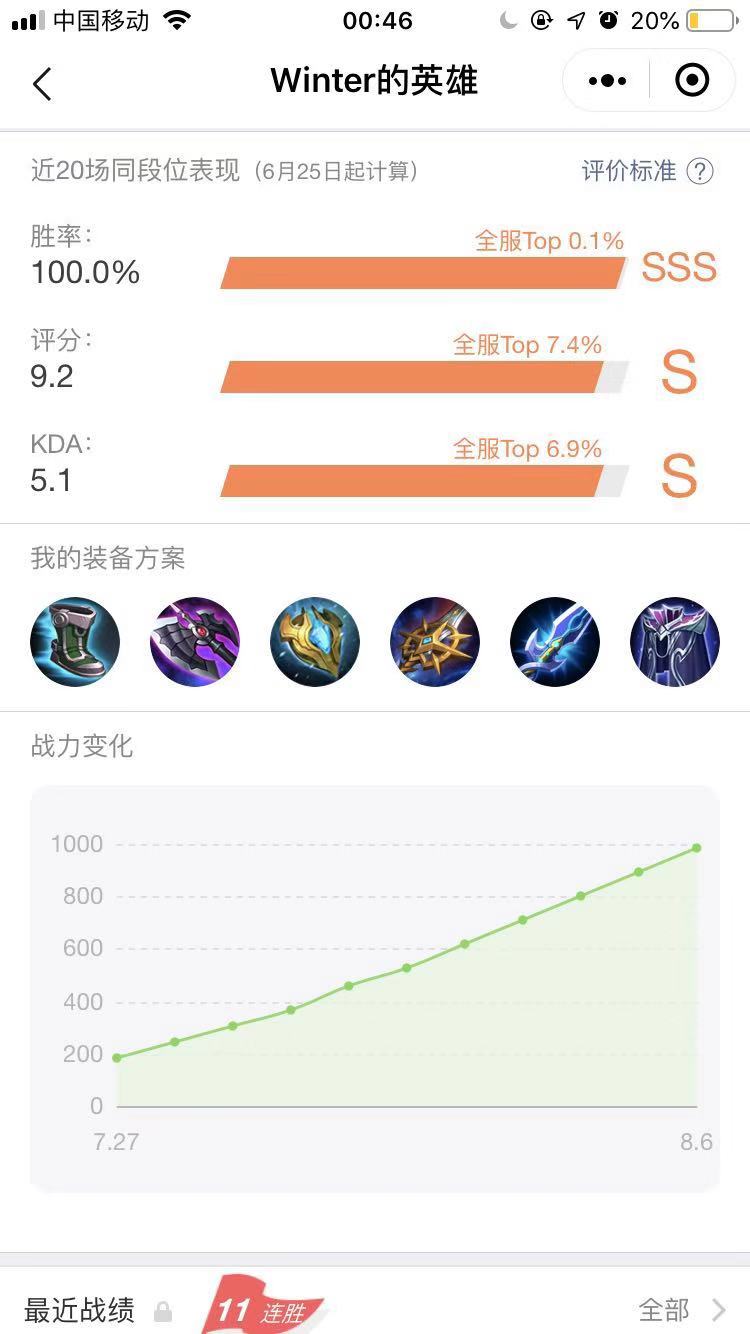 中国移动 00:46 20%
Winter的英雄
近20场同段位表现（6月25日起计算） 评价标准 ?
胜率：
100.0%
全服Top 0.1%
SSS
评分：
9.2
全服Top 7.4%
S
KDA：
5.1
全服Top 6.9%
S
我的装备方案
战力变化
1000
800
600
400
200
0
7.27 8.6
最近战绩 11 连胜 全部